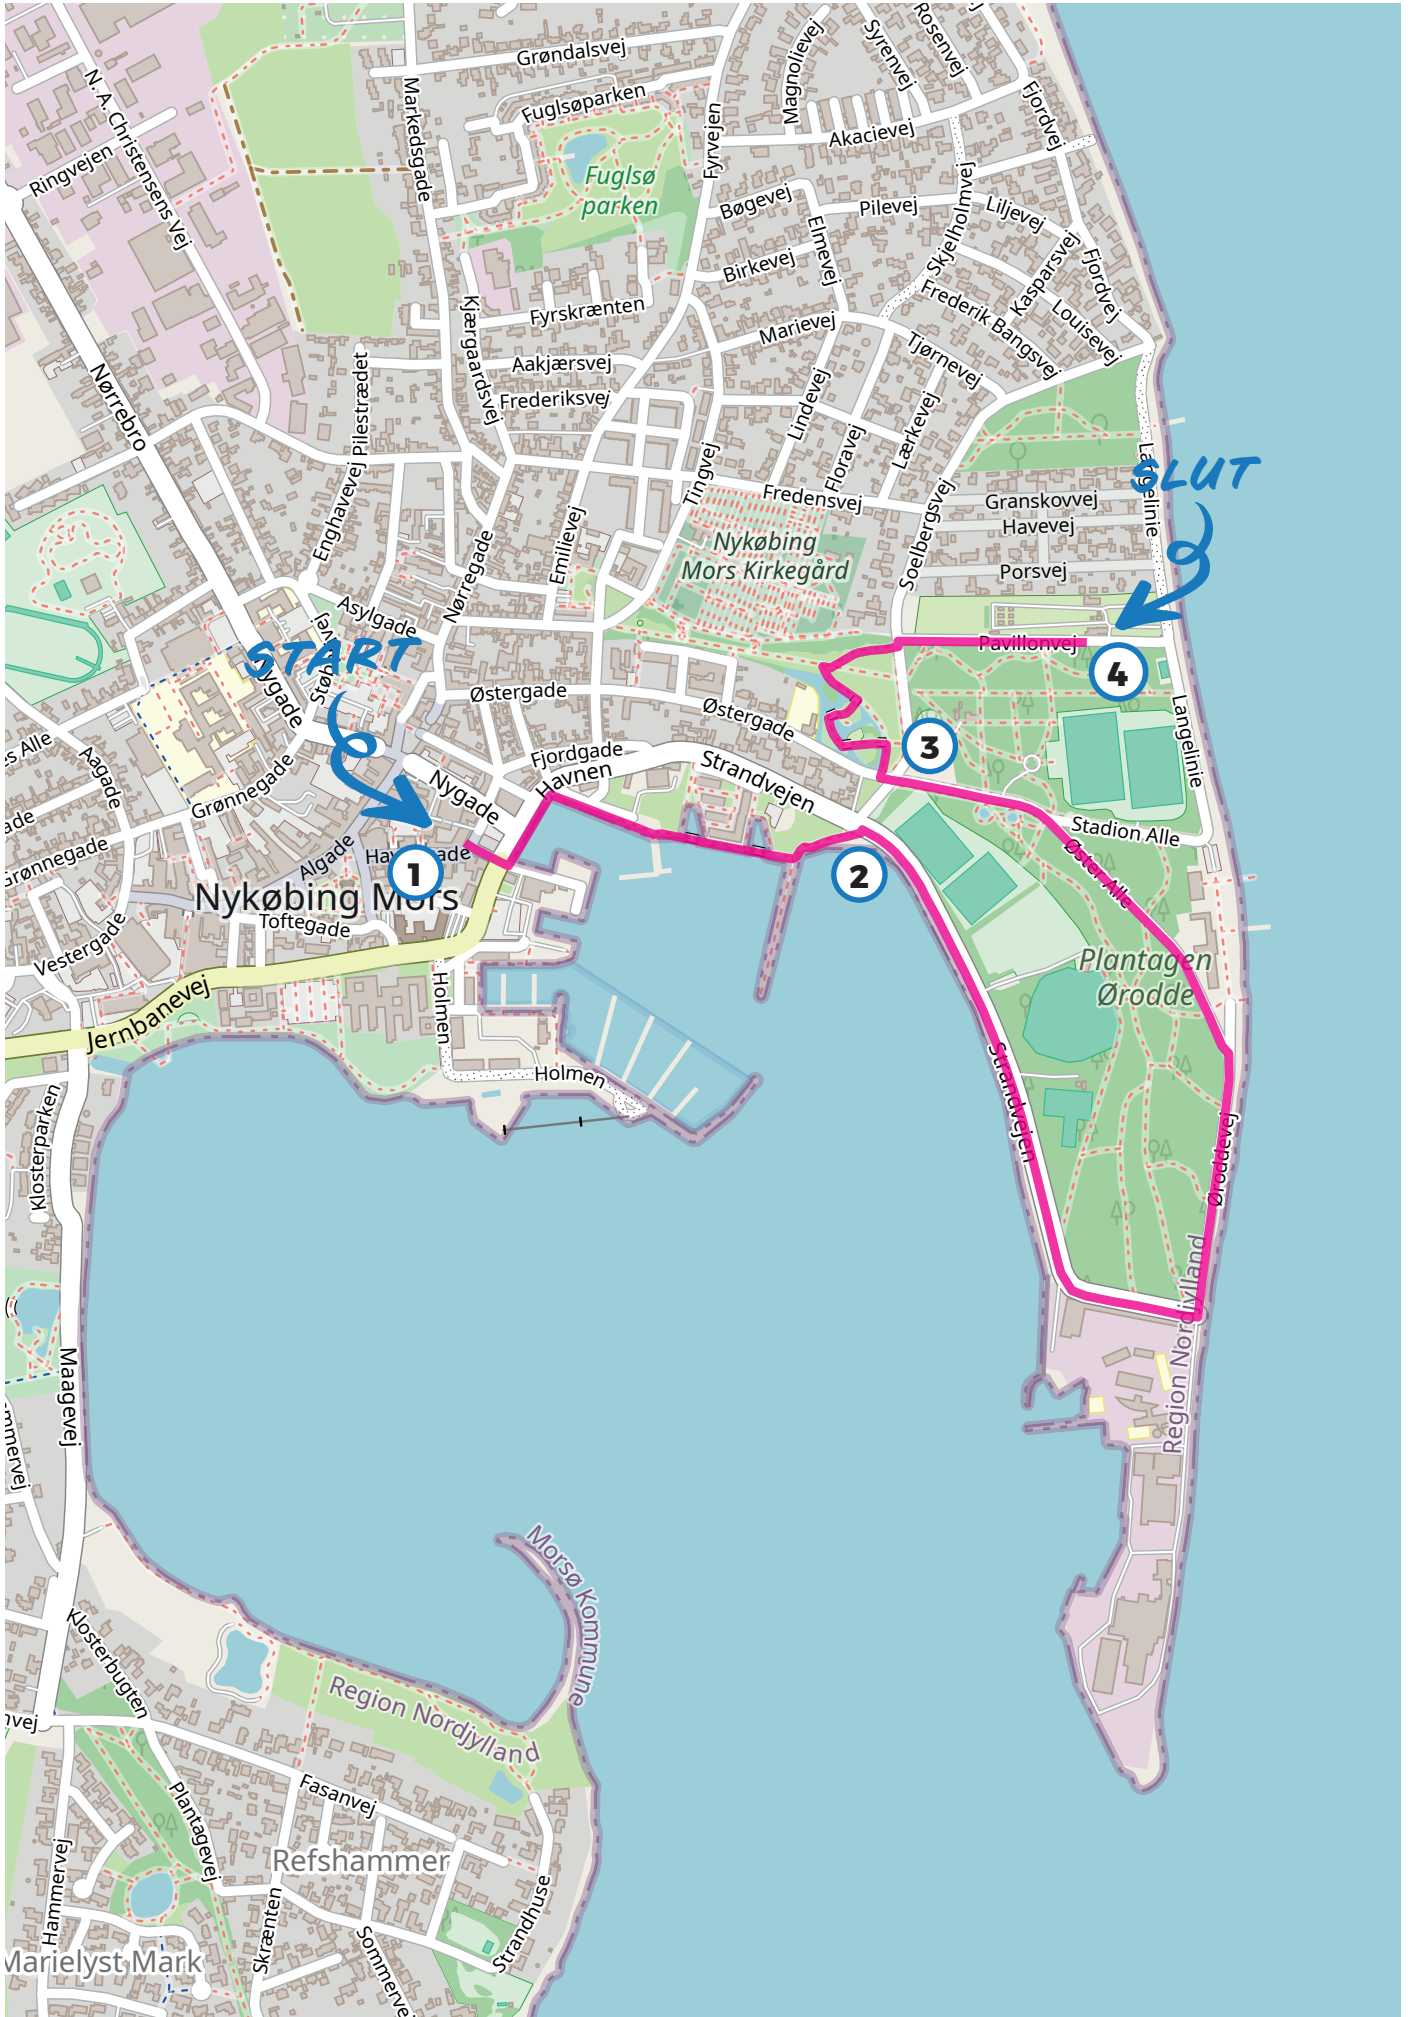 Grøndalsvej
Fuglsøparken
Markedsgade
N. A. Christensens Vej
Ringvejen
Fuglsø
parken
Fyrvejen
Magnolievej
Syrenvej
Rosenvej
Akacievej
Fjordvej
Bøgevej
Pilevej
Liljevej
Elmevej
Birkevej
Skjelholmvej
Kasparsvej
Fjordvej
Frederik Bangsvej
Louisevej
Fyrskrænten
Kjærgaardsvej
Marievej
Tjørnevej
Aakjærsvej
Frederiksvej
Pilestrædet
Nørrebro
Lindevej
Floravej
Lærkevej
Tingvej
Fredensvej
Langelinie
SLUT
Granskovvej
Havevej
Porsvej
Soelbergsvej
Enghavevej
Emilievej
Nørregade
Nykøbing
Mors Kirkegård
Asylgade
START
Nygade
Pavillonvej
4
Østergade
Østergade
Langelinie
3
Aagade
Grønnegade
Fjordgade
Havnen
Nygade
Strandvejen
Stadion Alle
Øster Alle
Grønnegade
Algade
1
2
Nykøbing Mors
Toftegade
Vestergade
Plantagen
Ørodde
Jernbanevej
Holmen
Holmen
Strandvejen
Klosterparken
Øroddevej
Region Nordjylland
Maagevej
Morsø Kommune
Klosterbugten
Region Nordjylland
Fasanvej
Plantagevej
Refshammer
Hammervej
Skrænten
Strandhuse
Marielyst Mark